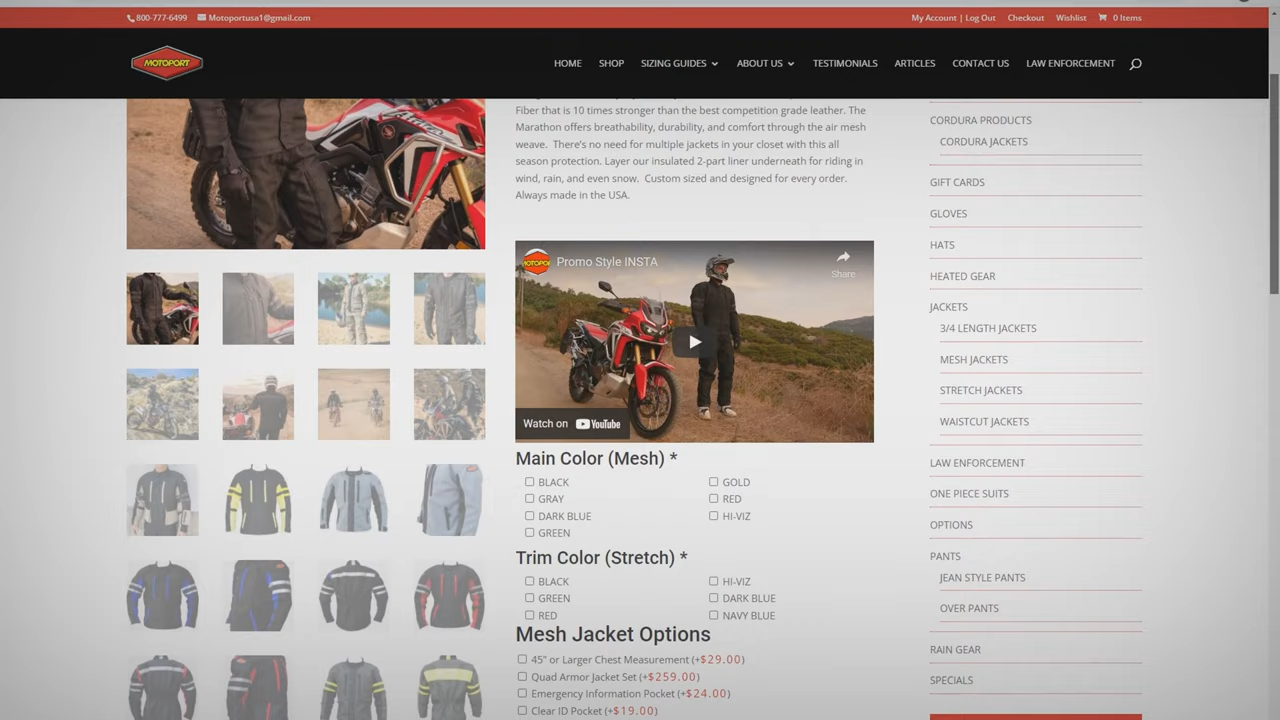 800-777-6499
Motoportusa1@gmail.com
My Account | Log Out
Checkout
Wishlist
0 Items
MOTOPORT
HOME
SHOP
SIZING GUIDES
ABOUT US
TESTIMONIALS
ARTICLES
CONTACT US
LAW ENFORCEMENT
Fiber that is 10 times stronger than the best competition grade leather. The
Marathon offers breathability, durability, and comfort through the air mesh
weave. There's no need for multiple jackets in your closet with this all
season protection. Layer our insulated 2-part liner underneath for riding in
wind, rain, and even snow. Custom sized and designed for every order.
Always made in the USA.
MOTOPORT
Promo Style INSTA
Share
Watch on YouTube
Main Color (Mesh) *
BLACK
GOLD
GRAY
RED
DARK BLUE
HI-VIZ
GREEN
Trim Color (Stretch) *
BLACK
HI-VIZ
GREEN
DARK BLUE
RED
NAVY BLUE
Mesh Jacket Options
45" or Larger Chest Measurement (+$29.00)
Quad Armor Jacket Set (+$259.00)
Emergency Information Pocket (+$24.00)
Clear ID Pocket (+$19.00)
CORDURA PRODUCTS
CORDURA JACKETS
GIFT CARDS
GLOVES
HATS
HEATED GEAR
JACKETS
3/4 LENGTH JACKETS
MESH JACKETS
STRETCH JACKETS
WAISTCUT JACKETS
LAW ENFORCEMENT
ONE PIECE SUITS
OPTIONS
PANTS
JEAN STYLE PANTS
OVER PANTS
RAIN GEAR
SPECIALS